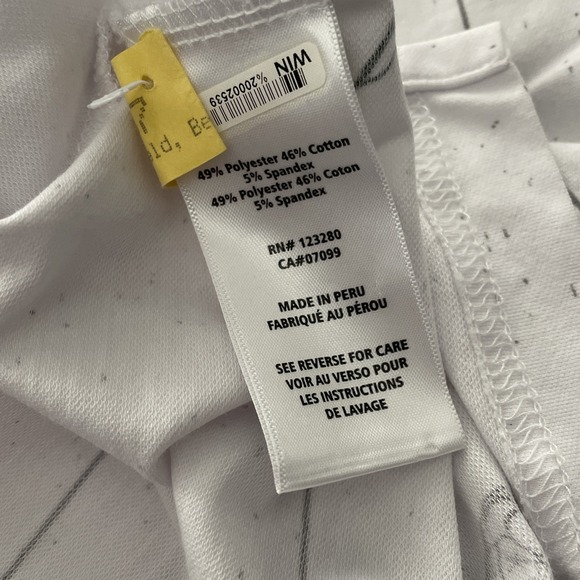 WIN
%20002539
ld, Be
49% Polyester 46% Cotton
5% Spandex
49% Polyester 46% Coton
5% Spandex
RN# 123280
CA#07099
MADE IN PERU
FABRIQUÉ AU PÉROU
SEE REVERSE FOR CARE
VOIR AU VERSO POUR
LES INSTRUCTIONS
DE LAVAGE